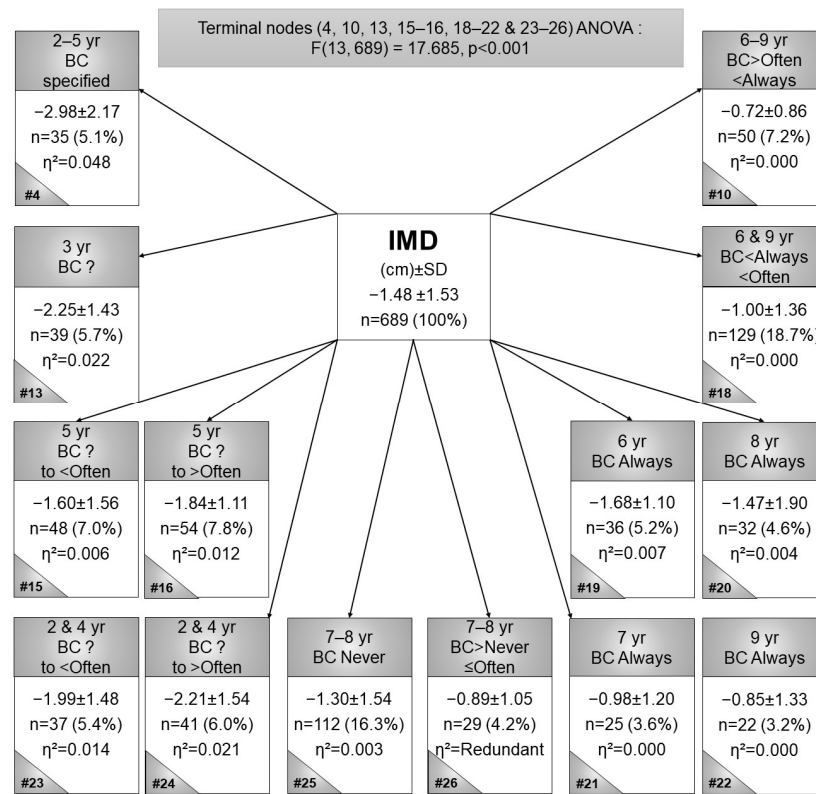 Terminal nodes (4, 10, 13, 15–16, 18–22 & 23–26) ANOVA :
F(13, 689) = 17.685, p<0.001
2–5 yr
BC
specified
−2.98±2.17
n=35 (5.1%)
η²=0.048
#4
6–9 yr
BC>Often
<Always
−0.72±0.86
n=50 (7.2%)
η²=0.000
#10
IMD
(cm)±SD
−1.48 ±1.53
n=689 (100%)
3 yr
BC ?
−2.25±1.43
n=39 (5.7%)
η²=0.022
#13
6 & 9 yr
BC<Always
<Often
−1.00±1.36
n=129 (18.7%)
η²=0.000
#18
5 yr
BC ?
to <Often
−1.60±1.56
n=48 (7.0%)
η²=0.006
#15
5 yr
BC ?
to >Often
−1.84±1.11
n=54 (7.8%)
η²=0.012
#16
6 yr
BC Always
−1.68±1.10
n=36 (5.2%)
η²=0.007
#19
8 yr
BC Always
−1.47±1.90
n=32 (4.6%)
η²=0.004
#20
2 & 4 yr
BC ?
to <Often
−1.99±1.48
n=37 (5.4%)
η²=0.014
#23
2 & 4 yr
BC ?
to >Often
−2.21±1.54
n=41 (6.0%)
η²=0.021
#24
7–8 yr
BC Never
−1.30±1.54
n=112 (16.3%)
η²=0.003
#25
7–8 yr
BC>Never
≤Often
−0.89±1.05
n=29 (4.2%)
η²=Redundant
#26
7 yr
BC Always
−0.98±1.20
n=25 (3.6%)
η²=0.000
#21
9 yr
BC Always
−0.85±1.33
n=22 (3.2%)
η²=0.000
#22